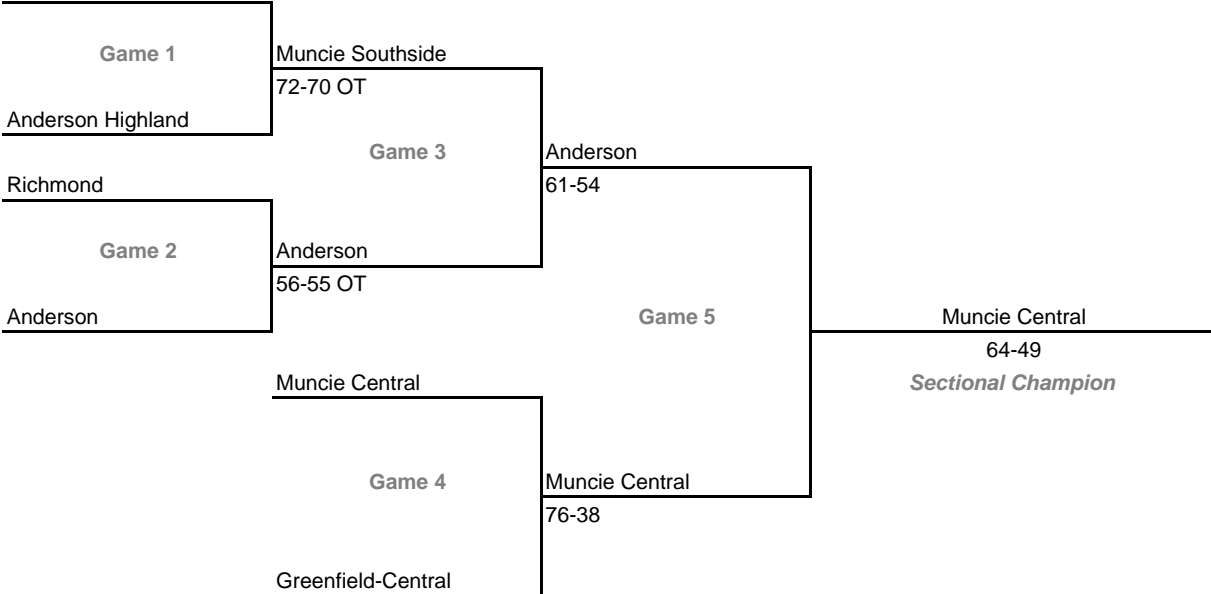 Game 1
Muncie Southside
72-70 OT
Anderson Highland
Game 3
Anderson
61-54
Richmond
Game 2
Anderson
56-55 OT
Anderson
Game 5
Muncie Central
64-49
Sectional Champion
Muncie Central
Game 4
Muncie Central
76-38
Greenfield-Central